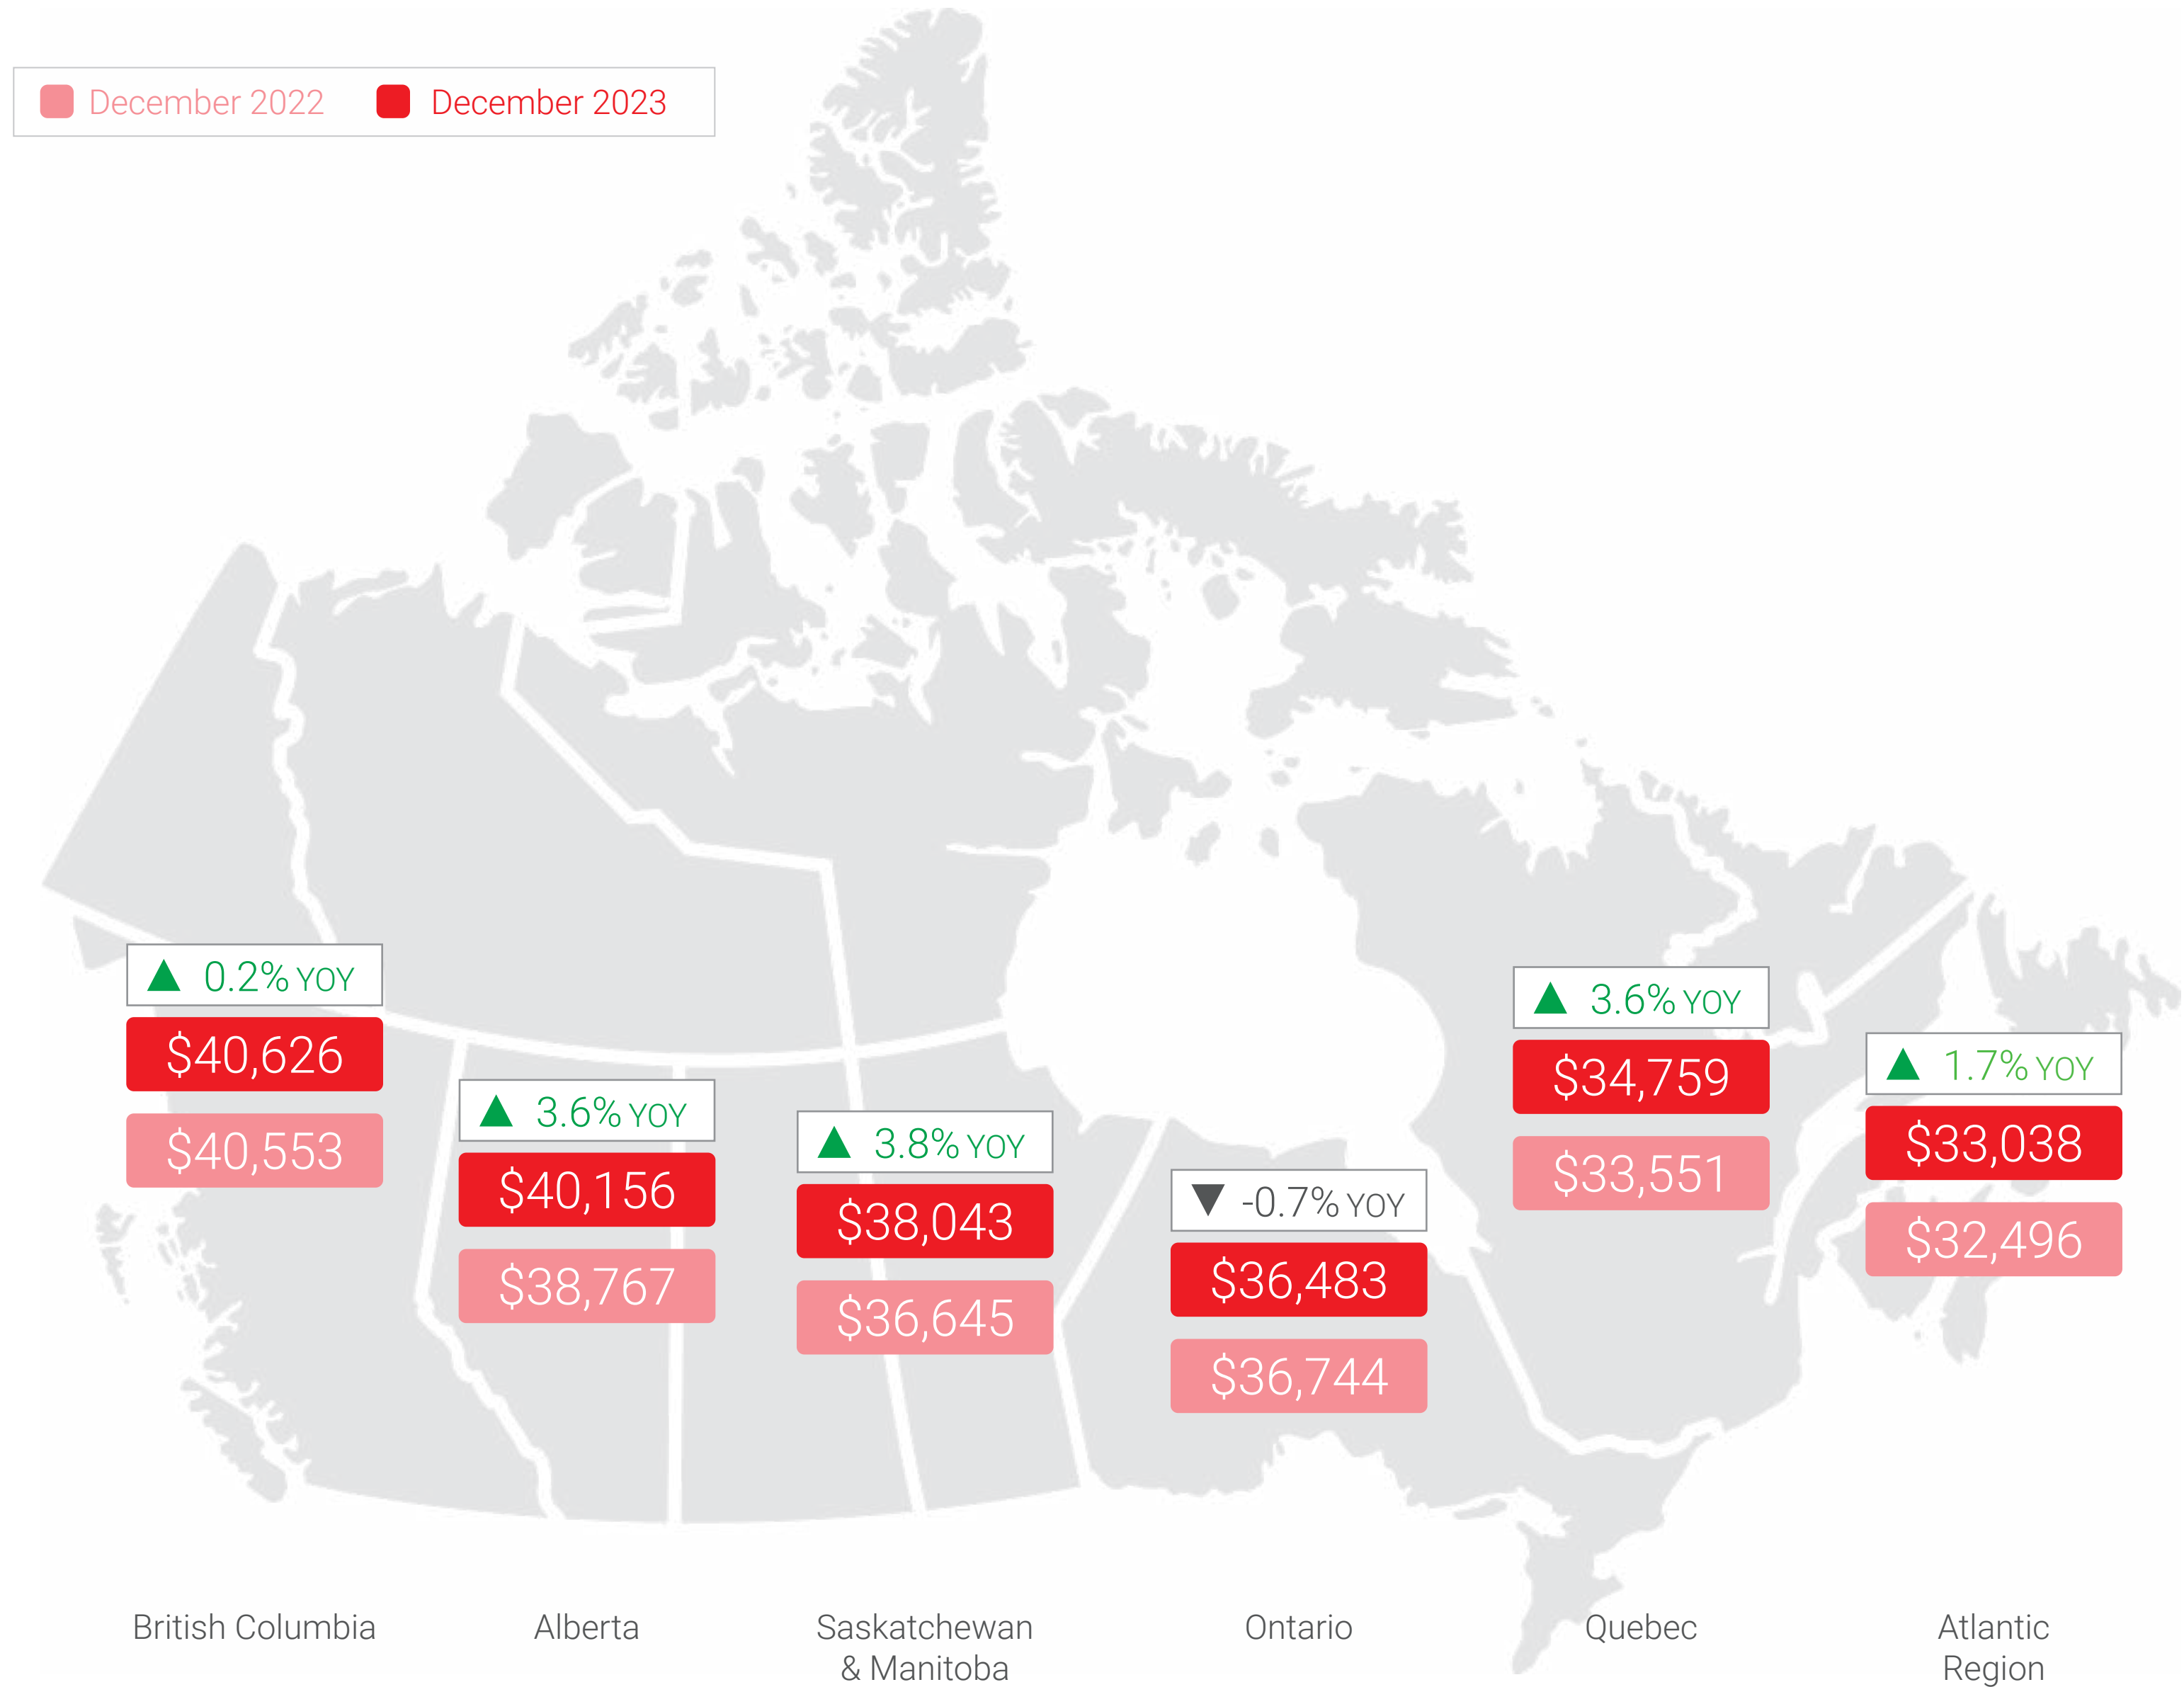 December 2022
December 2023
0.2% YOY
$40,626
$40,553
3.6% YOY
$40,156
$38,767
3.8% YOY
$38,043
$36,645
-0.7% YOY
$36,483
$36,744
3.6% YOY
$34,759
$33,551
1.7% YOY
$33,038
$32,496
British Columbia
Alberta
Saskatchewan
& Manitoba
Ontario
Quebec
Atlantic
Region